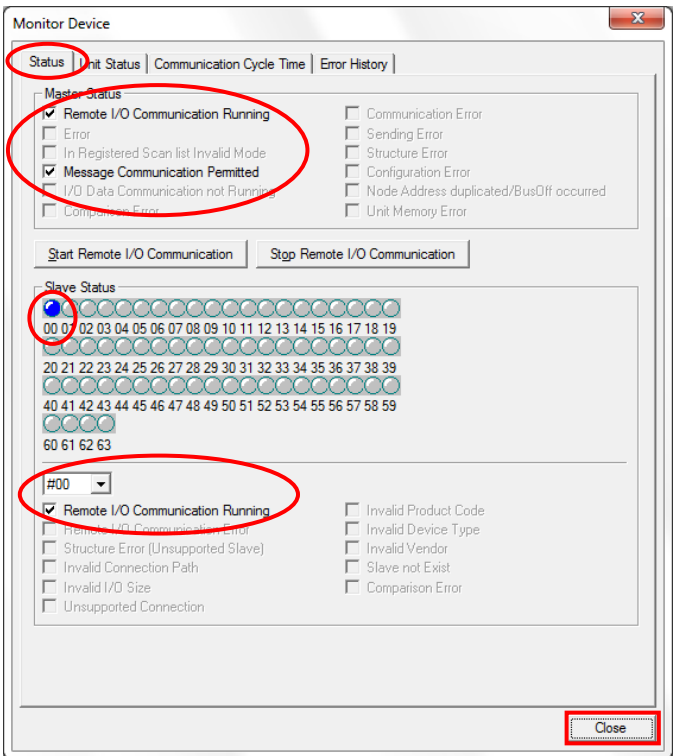 Monitor Device
Status Unit Status Communication Cycle Time Error History
Master Status
Remote I/O Communication Running Communication Error
Error Sending Error
In Registered Scan list Invalid Mode Structure Error
Message Communication Permitted Configuration Error
I/O Data Communication not Running Node Address duplicated/BusOff occurred
Comparison Error Unit Memory Error
Start Remote I/O Communication Stop Remote I/O Communication
Slave Status
00 01 02 03 04 05 06 07 08 09 10 11 12 13 14 15 16 17 18 19
20 21 22 23 24 25 26 27 28 29 30 31 32 33 34 35 36 37 38 39
40 41 42 43 44 45 46 47 48 49 50 51 52 53 54 55 56 57 58 59
60 61 62 63
#00
Remote I/O Communication Running Invalid Product Code
Remote I/O Communication Error Invalid Device Type
Structure Error (Unsupported Slave) Invalid Vendor
Invalid Connection Path Slave not Exist
Invalid I/O Size Comparison Error
Unsupported Connection
Close